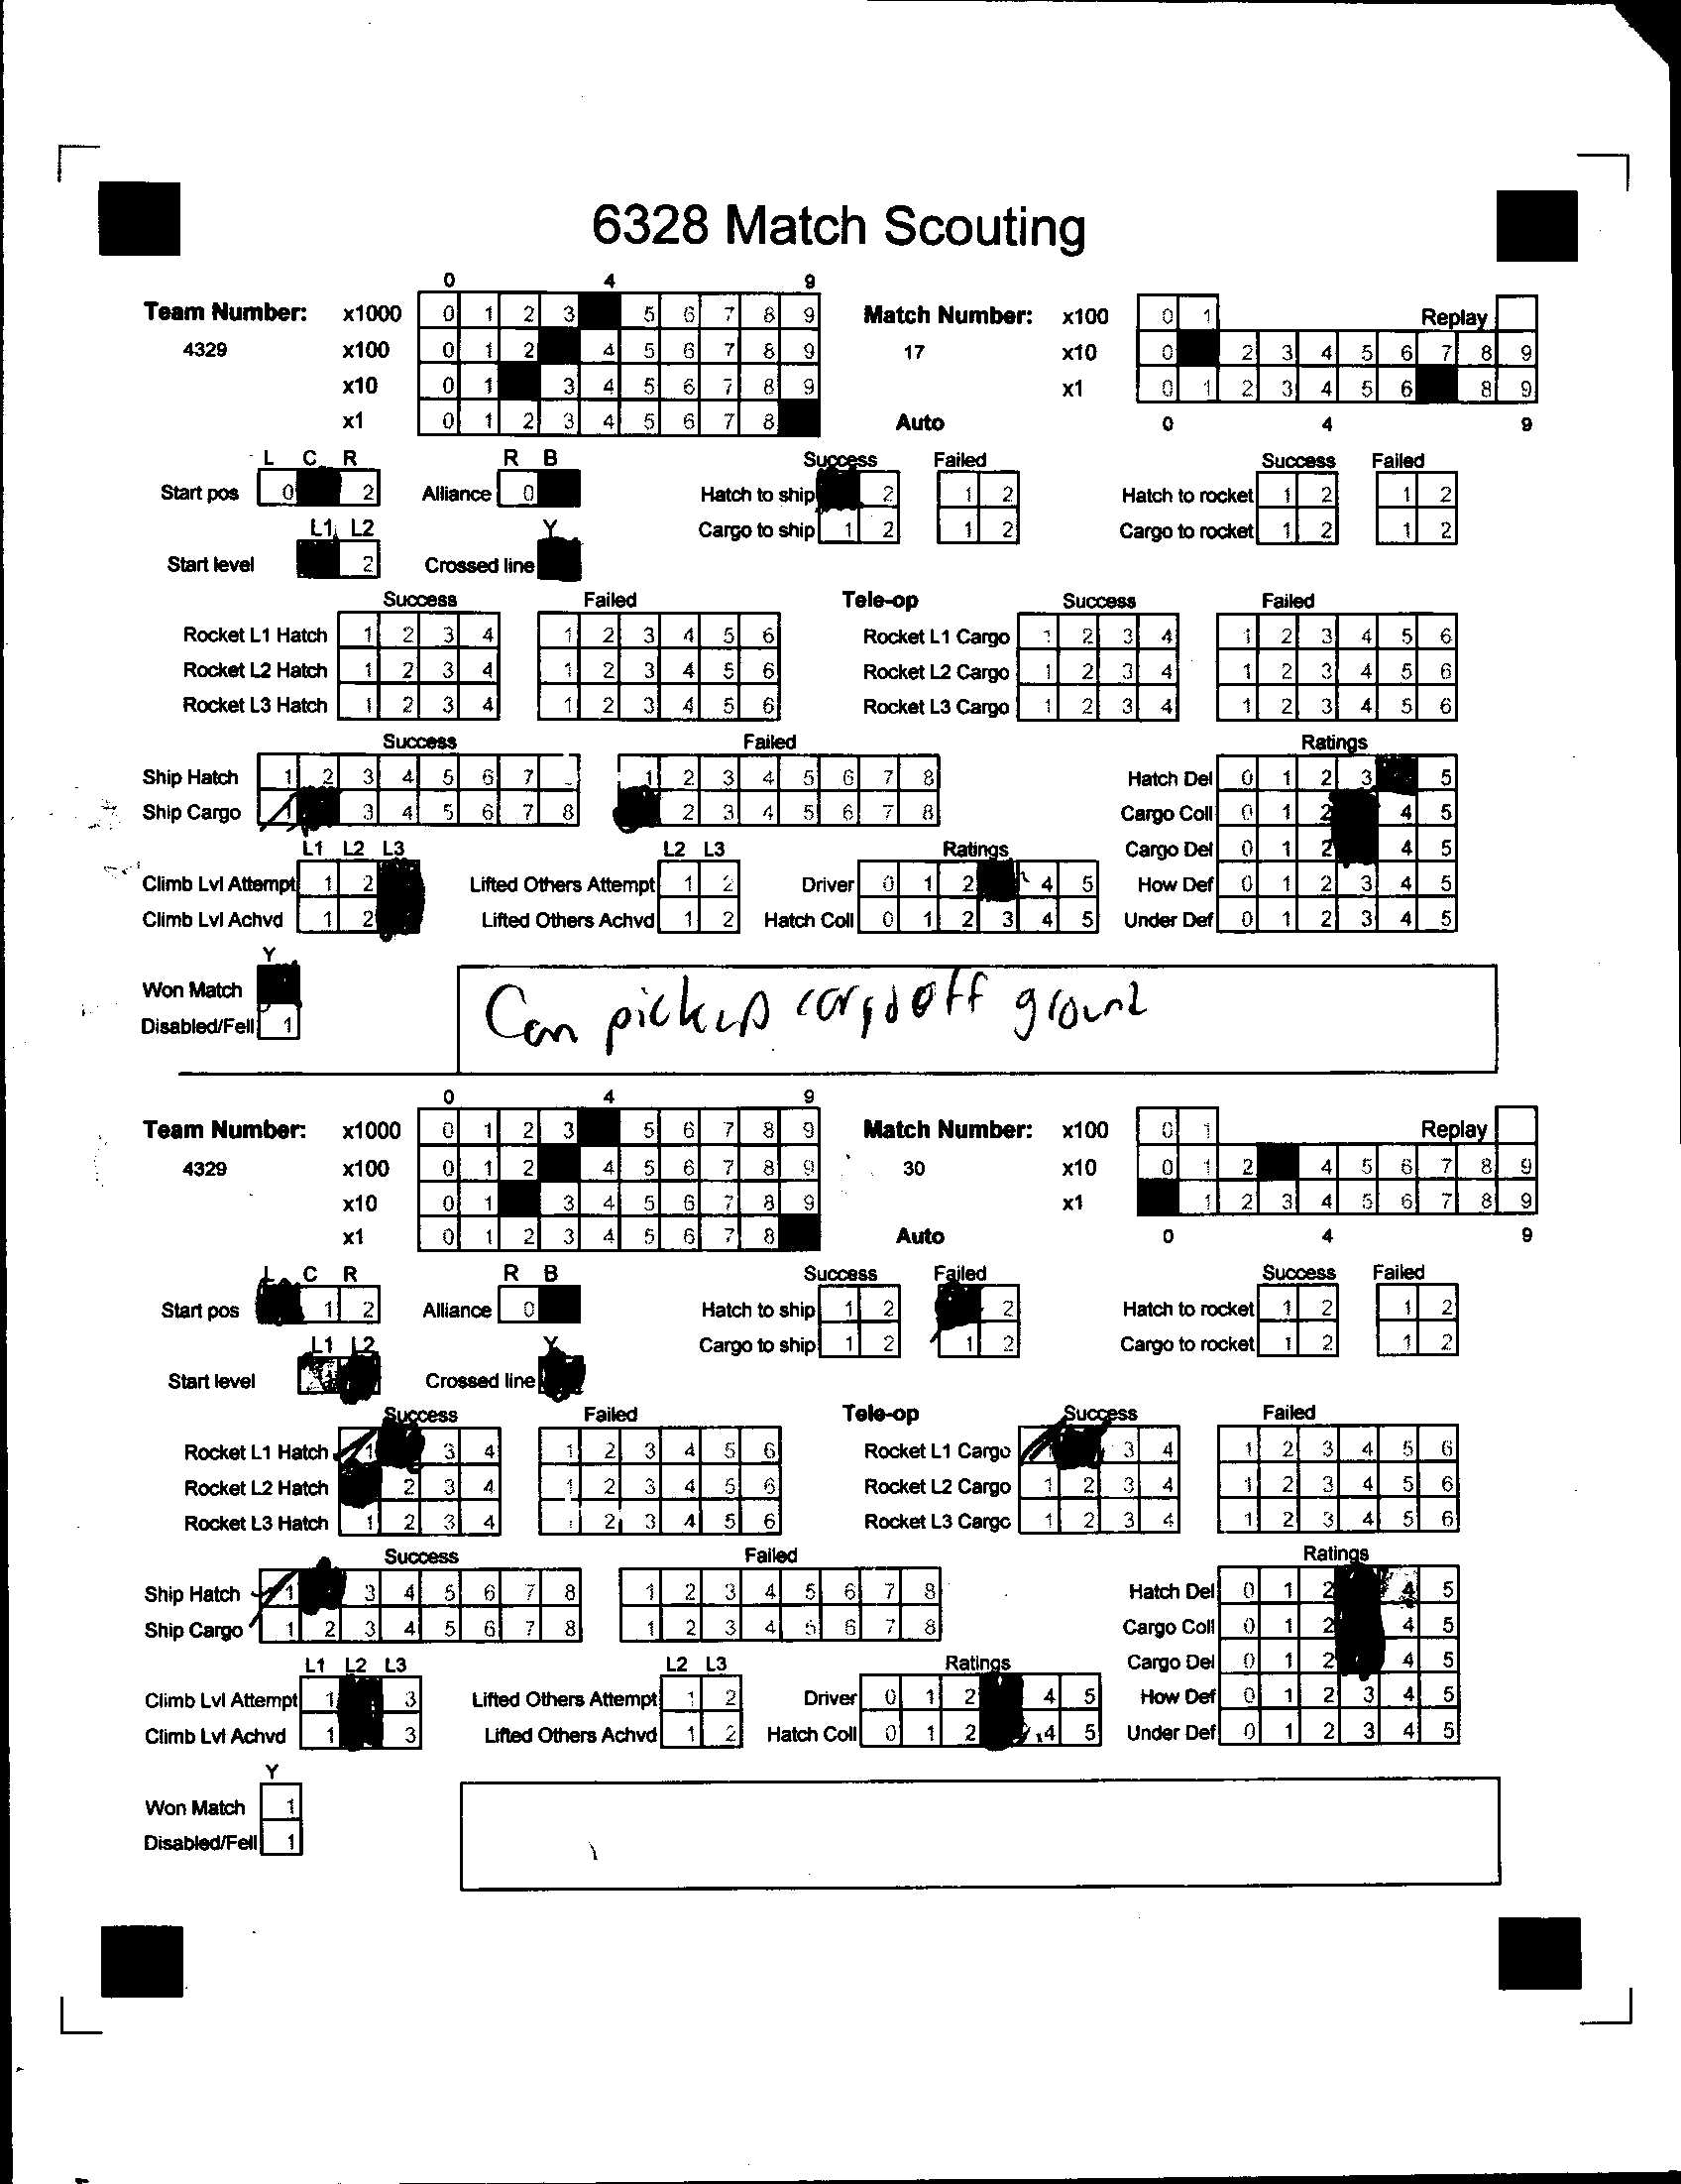 6328 Match Scouting
0 4 9
Team Number: x1000 0 1 2 3 5 6 7 8 9 Match Number: x100 0 1 Replay
4329 x100 0 1 2 4 5 6 7 8 9 17 x10 0 2 3 4 5 6 7 8 9
x10 0 1 3 4 5 6 7 8 9 x1 0 1 2 3 4 5 6 8 9
x1 0 1 2 3 4 5 6 7 8 Auto 0 4 9
L C R R B Success Failed Success Failed
Start pos 0 2 Alliance 0 Hatch to ship 2 1 2 Hatch to rocket 1 2 1 2
L1 L2 Y Cargo to ship 1 2 1 2 Cargo to rocket 1 2 1 2
Start level 2 Crossed line
Success Failed Tele-op Success Failed
Rocket L1 Hatch 1 2 3 4 1 2 3 4 5 6 Rocket L1 Cargo 1 2 3 4 1 2 3 4 5 6
Rocket L2 Hatch 1 2 3 4 1 2 3 4 5 6 Rocket L2 Cargo 1 2 3 4 1 2 3 4 5 6
Rocket L3 Hatch 1 2 3 4 1 2 3 4 5 6 Rocket L3 Cargo 1 2 3 4 1 2 3 4 5 6
Success Failed Ratings
Ship Hatch 1 2 3 4 5 6 7 1 2 3 4 5 6 7 8 Hatch Del 0 1 2 3 5
Ship Cargo 1 3 4 5 6 7 8 2 3 4 5 6 7 8 Cargo Coll 0 1 2 4 5
L1 L2 L3 L2 L3 Ratings Cargo Del 0 1 2 4 5
Climb Lvl Attempt 1 2 Lifted Others Attempt 1 2 Driver 0 1 2 4 5 How Def 0 1 2 3 4 5
Climb Lvl Achvd 1 2 Lifted Others Achvd 1 2 Hatch Coll 0 1 2 3 4 5 Under Def 0 1 2 3 4 5
Y
Won Match
Can pickup cargo off ground
Disabled/Fell 1
0 4 9
Team Number: x1000 0 1 2 3 5 6 7 8 9 Match Number: x100 0 1 Replay
4329 x100 0 1 2 4 5 6 7 8 9 30 x10 0 1 2 4 5 6 7 8 9
x10 0 1 3 4 5 6 7 8 9 x1 1 2 3 4 5 6 7 8 9
x1 0 1 2 3 4 5 6 7 8 Auto 0 4 9
L C R R B Success Failed Success Failed
Start pos 1 2 Alliance 0 Hatch to ship 1 2 2 Hatch to rocket 1 2 1 2
L1 L2 Y Cargo to ship 1 2 1 2 Cargo to rocket 1 2 1 2
Start level Crossed line
Success Failed Tele-op Success Failed
Rocket L1 Hatch 1 3 4 1 2 3 4 5 6 Rocket L1 Cargo 3 4 1 2 3 4 5 6
Rocket L2 Hatch 2 3 4 1 2 3 4 5 6 Rocket L2 Cargo 1 2 3 4 1 2 3 4 5 6
Rocket L3 Hatch 1 2 3 4 2 3 4 5 6 Rocket L3 Cargo 1 2 3 4 1 2 3 4 5 6
Success Failed Ratings
Ship Hatch 1 3 4 5 6 7 8 1 2 3 4 5 6 7 8 Hatch Del 0 1 2 4 5
Ship Cargo 1 2 3 4 5 6 7 8 1 2 3 4 5 6 7 8 Cargo Coll 0 1 2 4 5
L1 L2 L3 L2 L3 Ratings Cargo Del 0 1 2 4 5
Climb Lvl Attempt 1 3 Lifted Others Attempt 1 2 Driver 0 1 2 4 5 How Def 0 1 2 3 4 5
Climb Lvl Achvd 1 3 Lifted Others Achvd 1 2 Hatch Coll 0 1 2 4 5 Under Def 0 1 2 3 4 5
Y
Won Match 1
Disabled/Fell 1